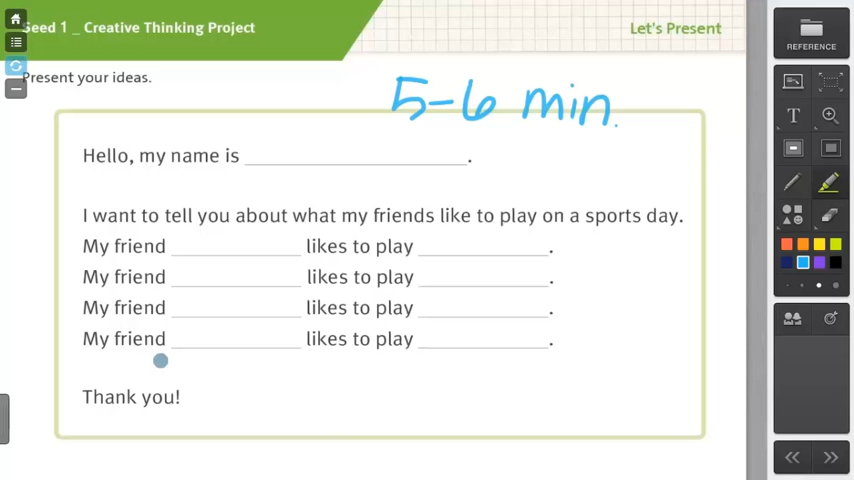 Seed 1 _ Creative Thinking Project
Let's Present
REFERENCE
Present your ideas.
5-6 min.
Hello, my name is ____________________.
I want to tell you about what my friends like to play on a sports day.
My friend ____________ likes to play ____________.
My friend ____________ likes to play ____________.
My friend ____________ likes to play ____________.
My friend ____________ likes to play ____________.
Thank you!
T